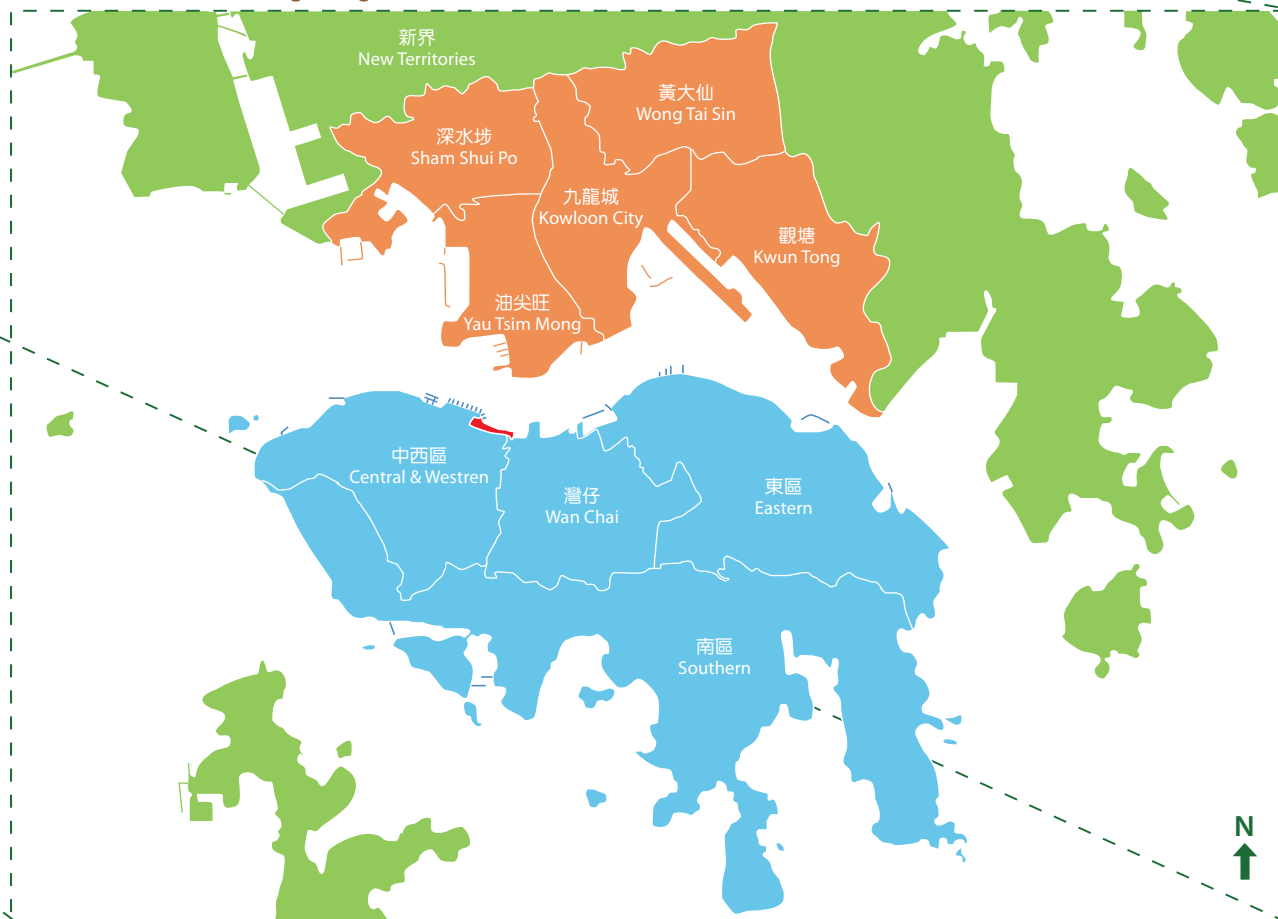 新界
New Territories
黃大仙
Wong Tai Sin
深水埗
Sham Shui Po
九龍城
Kowloon City
觀塘
Kwun Tong
油尖旺
Yau Tsim Mong
中西區
Central & Westren
灣仔
Wan Chai
東區
Eastern
南區
Southern
N